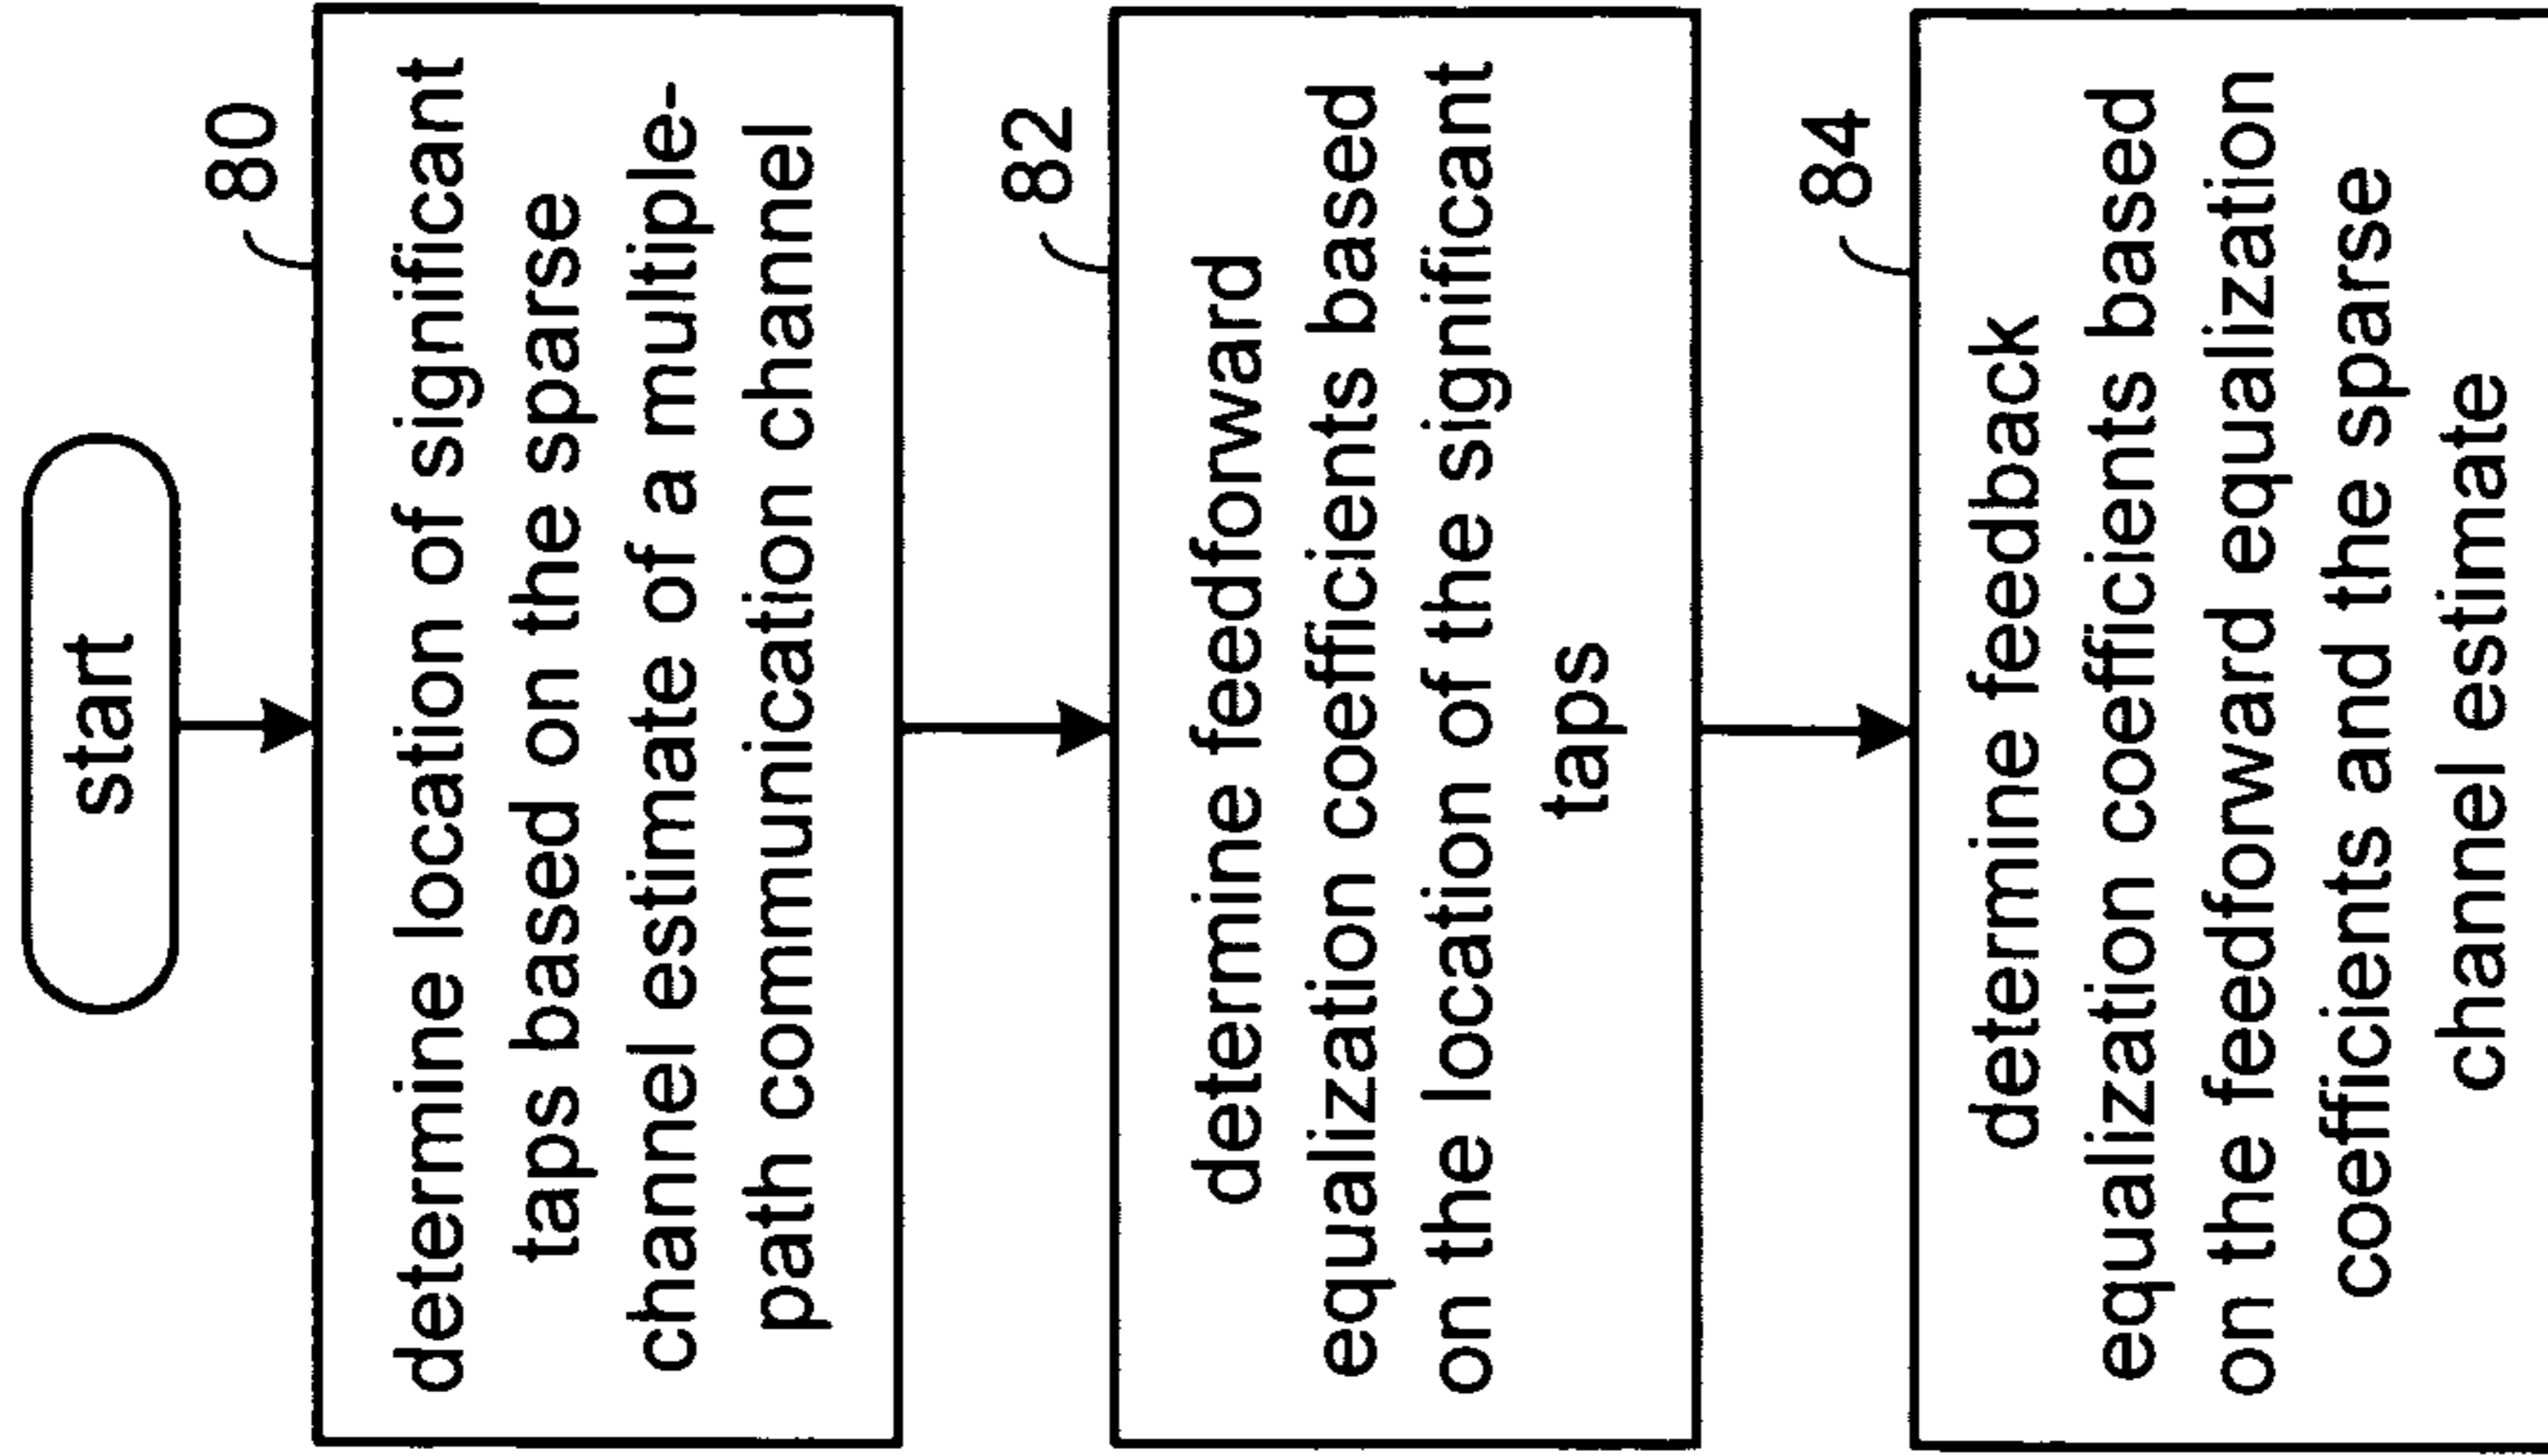 start
80
determine location of significant
taps based on the sparse
channel estimate of a multiple-
path communication channel
82
determine feedforward
equalization coefficients based
on the location of the significant
taps
84
determine feedback
equalization coefficients based
on the feedforward equalization
coefficients and the sparse
channel estimate